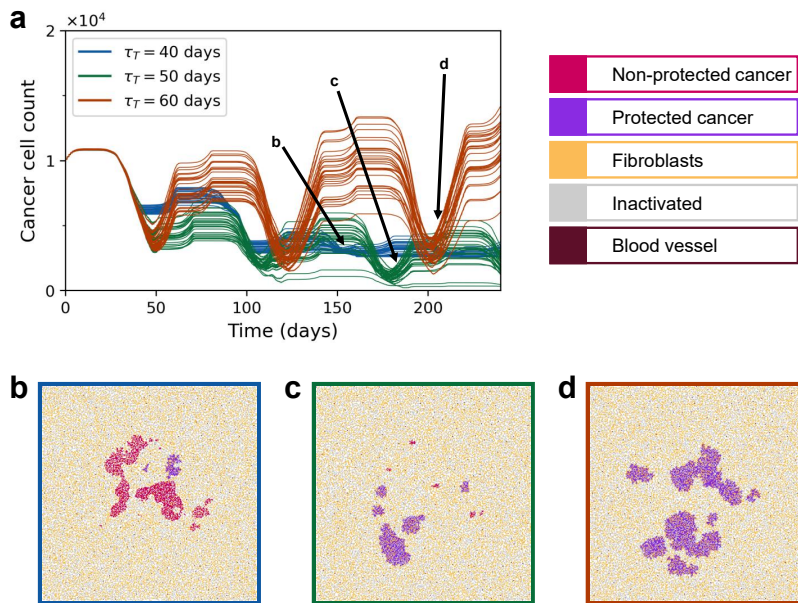 a
×10⁴
2
1
0
Cancer cell count
τ_T = 40 days
τ_T = 50 days
τ_T = 60 days
b
c
d
0 50 100 150 200
Time (days)
Non-protected cancer
Protected cancer
Fibroblasts
Inactivated
Blood vessel
b
c
d